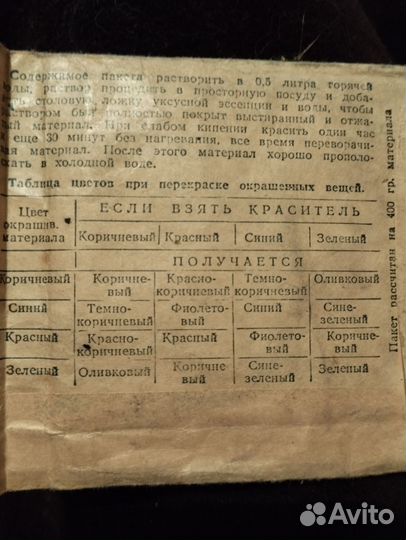 Содержимое пакета растворить в 0,5 литра горячей
воды, раствор процедить в просторную посуду и доба-
ть столовую ложку уксусной эссенции и воды, чтобы
раствором был полностью покрыт выстиранный и отжа-
тый материал. При слабом кипении красить один час
и еще 30 минут без нагревания, все время переворачи-
вая материал. После этого материал хорошо прополо-
скать в холодной воде.
Таблица цветов при перекраске окрашенных вещей.
Цвет окрашив. материала
ЕСЛИ ВЗЯТЬ КРАСИТЕЛЬ
Коричневый Красный Синий Зеленый
ПОЛУЧАЕТСЯ
Коричневый Коричне-вый Красно-коричневый Темно-коричневый Оливковый
Синий Темно-коричневый Фиолето-вый Синий Сине-зеленый
Красный Красно-коричневый Красный Фиолето-вый Коричне-вый
Зеленый Оливковый Коричне-вый Сине-зеленый Зеленый
Пакет рассчитан на 400 гр. материала
Avito